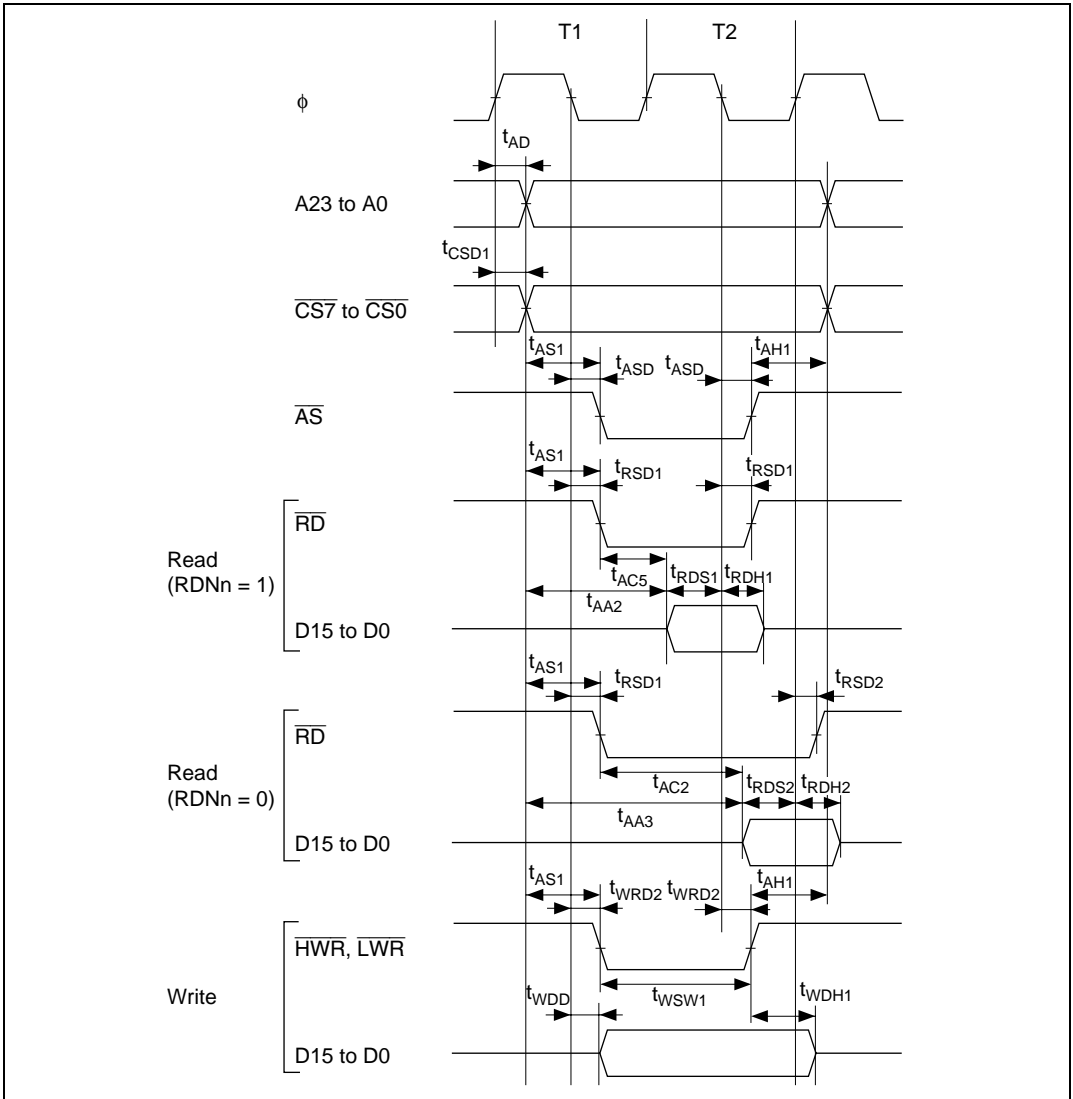 T1 T2
φ
tAD
A23 to A0
tCSD1
CS7 to CS0
tAS1 tASD tASD tAH1
AS
tAS1 tRSD1 tRSD1
RD
Read
(RDNn = 1)
tAC5 tRDS1 tRDH1
tAA2
D15 to D0
tAS1 tRSD1 tRSD2
RD
Read
(RDNn = 0)
tAC2 tRDS2 tRDH2
tAA3
D15 to D0
tAS1 tWRD2 tWRD2 tAH1
HWR, LWR
Write
tWDD tWSW1 tWDH1
D15 to D0